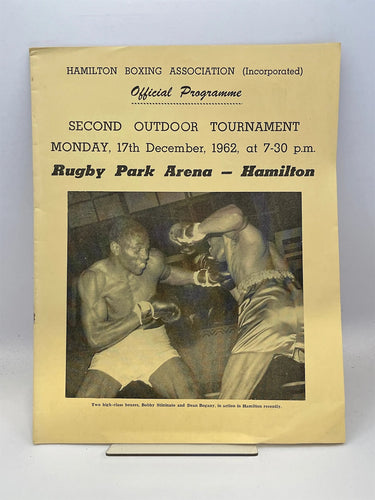 HAMILTON BOXING ASSOCIATION (Incorporated)
Official Programme
SECOND OUTDOOR TOURNAMENT
MONDAY, 17th December, 1962, at 7-30 p.m.
Rugby Park Arena — Hamilton
Two high-class boxers, Bobby Stininato and Dean Bogany, in action in Hamilton recently.